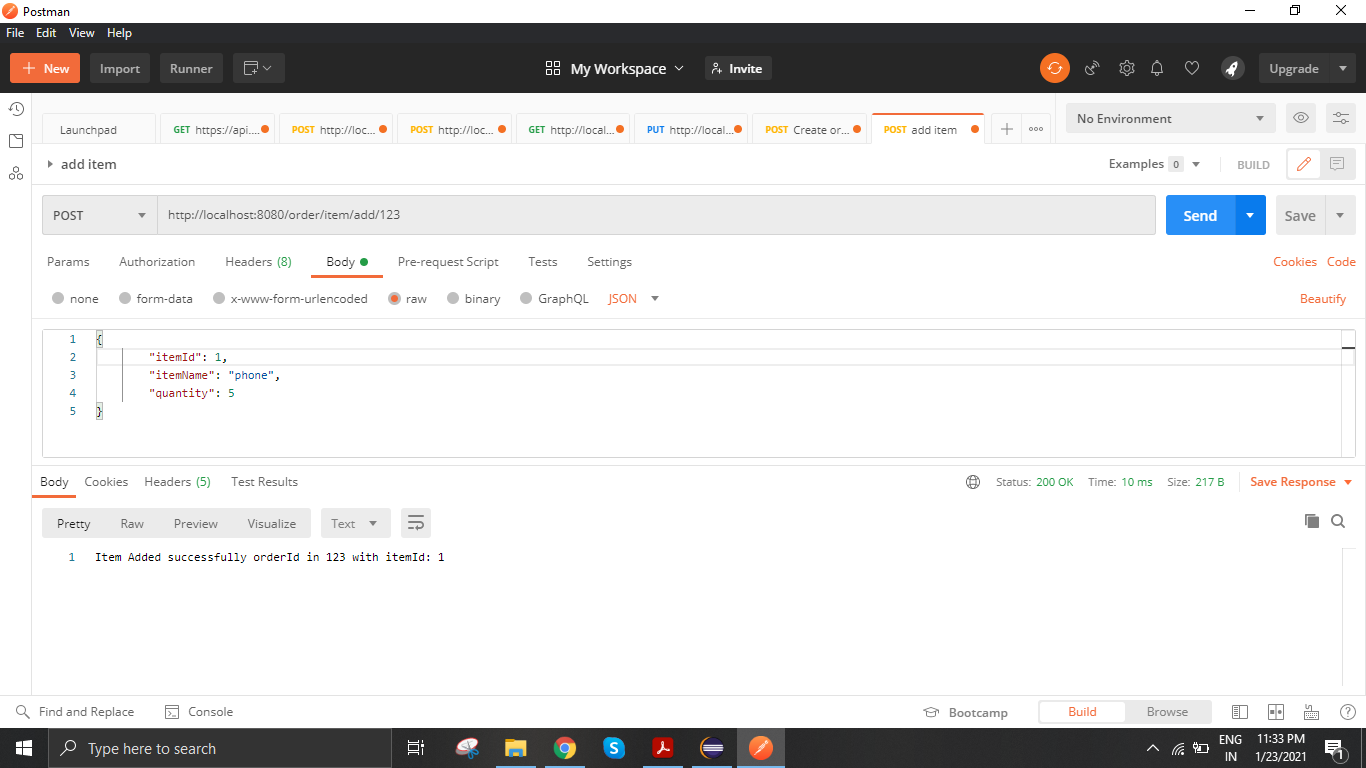 Postman
File Edit View Help
New Import Runner My Workspace Invite Upgrade
Launchpad GET https://api.... POST http://loc... POST http://loc... GET http://local... PUT http://local... POST Create or... POST add item No Environment
add item Examples 0 BUILD
POST http://localhost:8080/order/item/add/123 Send Save
Params Authorization Headers (8) Body Pre-request Script Tests Settings Cookies Code
none form-data x-www-form-urlencoded raw binary GraphQL JSON Beautify
1 {
2 "itemId": 1,
3 "itemName": "phone",
4 "quantity": 5
5 }
Body Cookies Headers (5) Test Results Status: 200 OK Time: 10 ms Size: 217 B Save Response
Pretty Raw Preview Visualize Text
1 Item Added successfully orderId in 123 with itemId: 1
Find and Replace Console Bootcamp Build Browse
Type here to search
ENG 11:33 PM
IN 1/23/2021 1